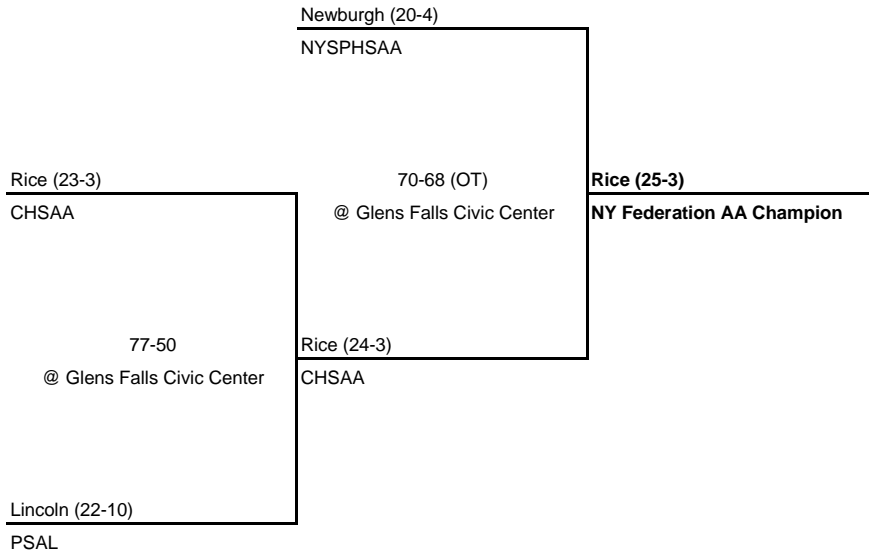 Newburgh (20-4)
NYSPHSAA
Rice (23-3)
CHSAA
70-68 (OT)
@ Glens Falls Civic Center
Rice (25-3)
NY Federation AA Champion
77-50
@ Glens Falls Civic Center
Rice (24-3)
CHSAA
Lincoln (22-10)
PSAL